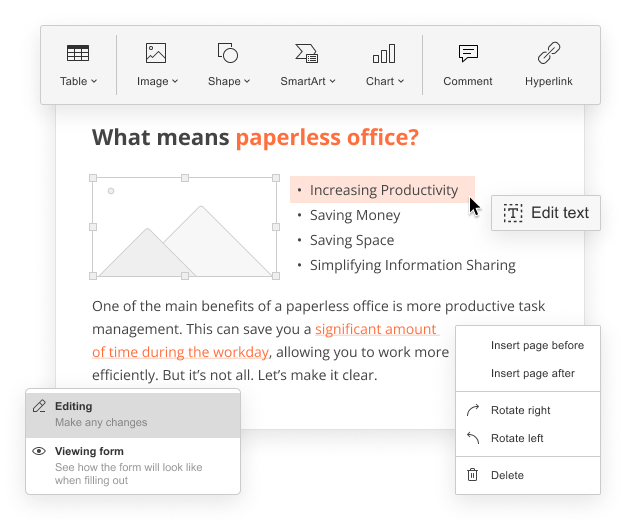 Table Image Shape SmartArt Chart Comment Hyperlink
What means paperless office?
• Increasing Productivity
• Saving Money
• Saving Space
• Simplifying Information Sharing
Edit text
One of the main benefits of a paperless office is more productive task
management. This can save you a significant amount
of time during the workday, allowing you to work more
efficiently. But it’s not all. Let’s make it clear.
Insert page before
Insert page after
Rotate right
Rotate left
Delete
Editing
Make any changes
Viewing form
See how the form will look like
when filling out